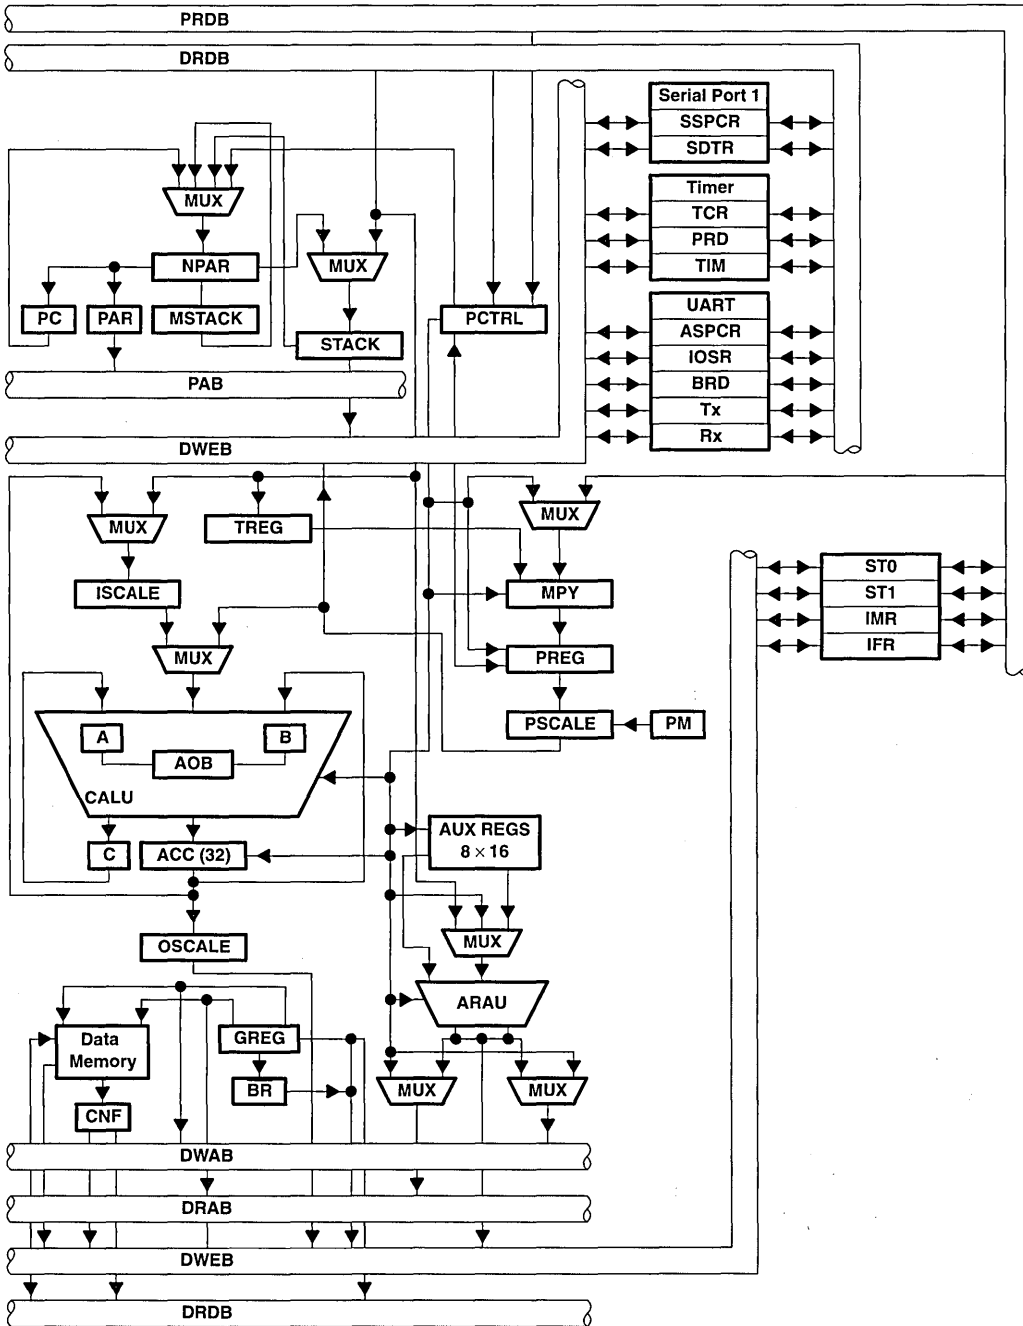 PRDB
DRDB
Serial Port 1
SSPCR
SDTR
MUX
Timer
TCR
PRD
TIM
NPAR
MUX
PC
PAR
MSTACK
STACK
PCTRL
UART
ASPCR
IOSR
BRD
Tx
Rx
PAB
DWEB
MUX
TREG
MUX
ISCALE
MPY
ST0
ST1
IMR
IFR
MUX
PREG
PSCALE
PM
A
B
AOB
CALU
C
ACC (32)
AUX REGS
8 × 16
MUX
OSCALE
ARAU
Data
Memory
GREG
BR
MUX
MUX
CNF
DWAB
DRAB
DWEB
DRDB